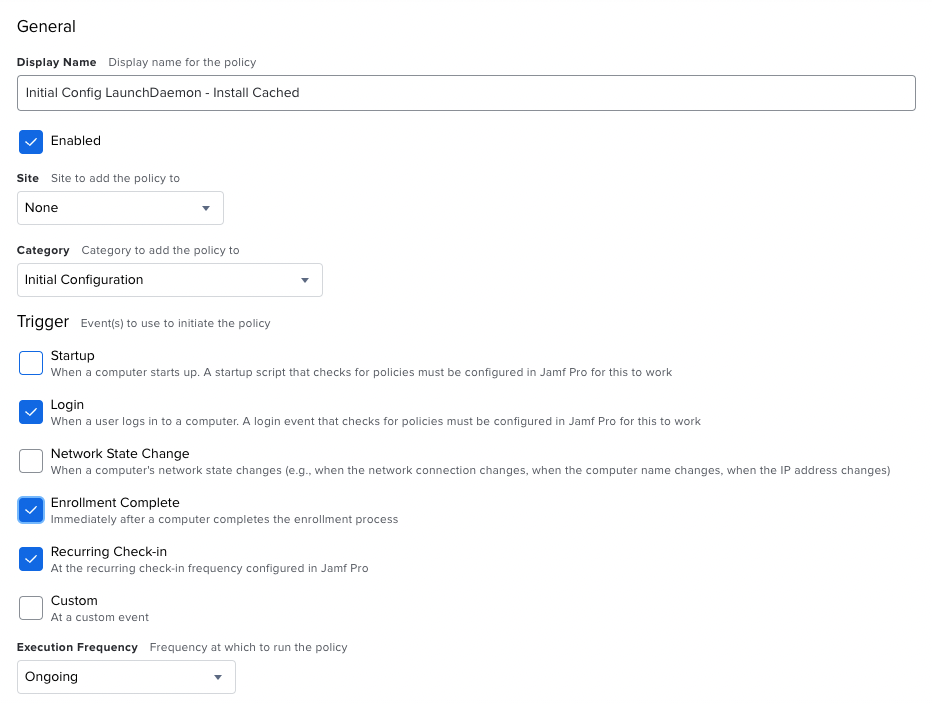 General
Display Name Display name for the policy
Initial Config LaunchDaemon - Install Cached
Enabled
Site Site to add the policy to
None
Category Category to add the policy to
Initial Configuration
Trigger Event(s) to use to initiate the policy
Startup
When a computer starts up. A startup script that checks for policies must be configured in Jamf Pro for this to work
Login
When a user logs in to a computer. A login event that checks for policies must be configured in Jamf Pro for this to work
Network State Change
When a computer's network state changes (e.g., when the network connection changes, when the computer name changes, when the IP address changes)
Enrollment Complete
Immediately after a computer completes the enrollment process
Recurring Check-in
At the recurring check-in frequency configured in Jamf Pro
Custom
At a custom event
Execution Frequency Frequency at which to run the policy
Ongoing